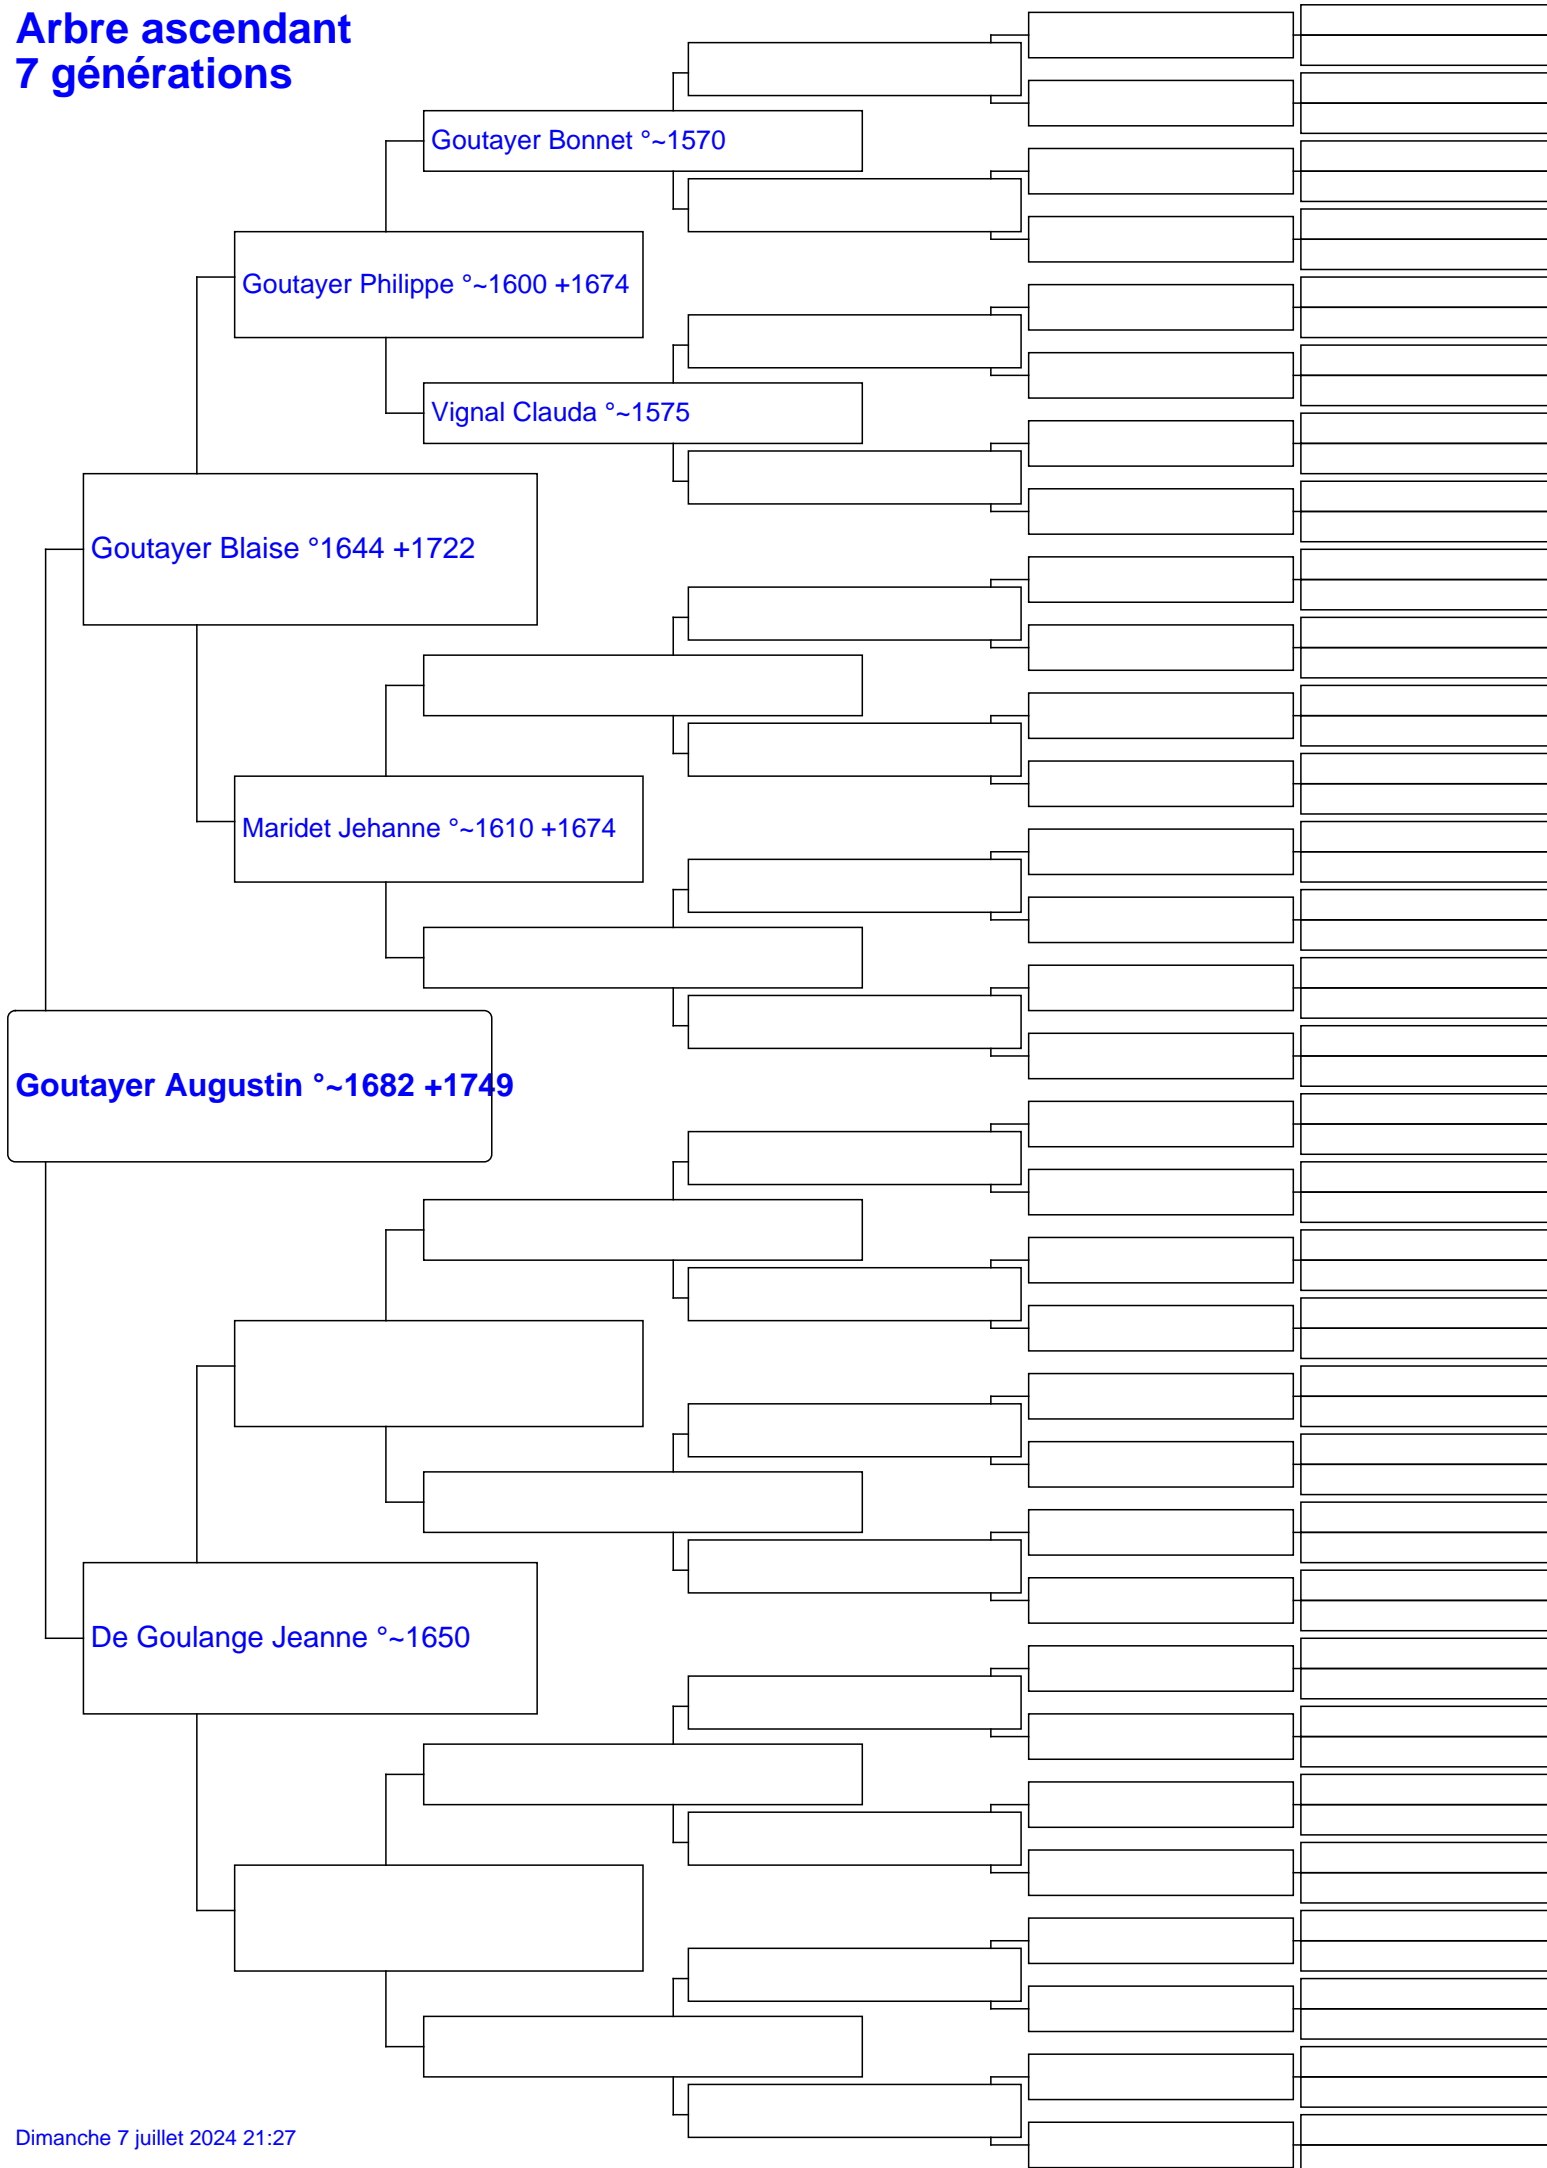 Arbre ascendant
7 générations
Goutayer Bonnet °~1570
Goutayer Philippe °~1600 +1674
Vignal Clauda °~1575
Goutayer Blaise °1644 +1722
Maridet Jehanne °~1610 +1674
Goutayer Augustin °~1682 +1749
De Goulange Jeanne °~1650
Dimanche 7 juillet 2024 21:27